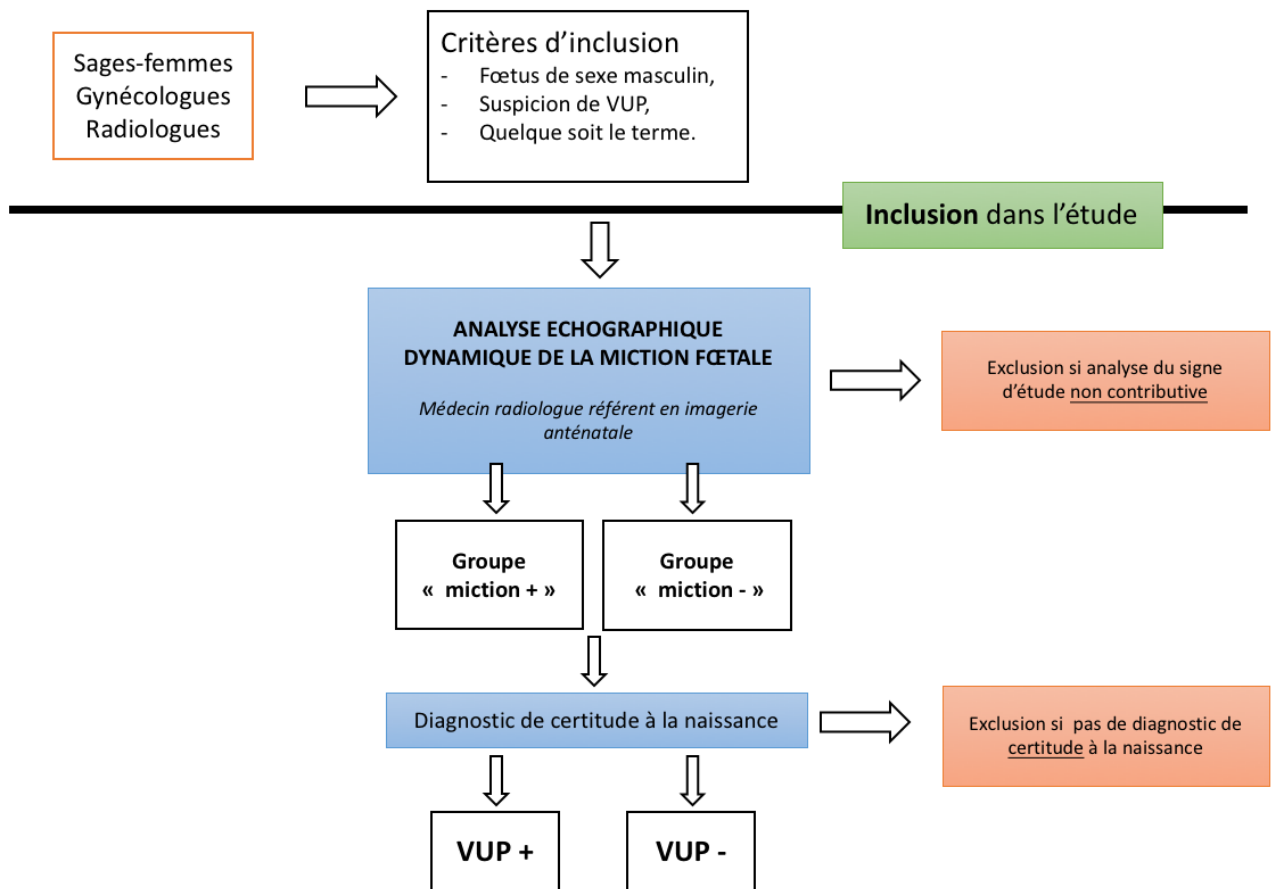 Sages-femmes
Gynécologues
Radiologues
Critères d’inclusion
- Fœtus de sexe masculin,
- Suspicion de VUP,
- Quelque soit le terme.
Inclusion dans l’étude
ANALYSE ECHOGRAPHIQUE
DYNAMIQUE DE LA MICTION FŒTALE
Médecin radiologue référent en imagerie
anténatale
Exclusion si analyse du signe
d’étude non contributive
Groupe
« miction + »
Groupe
« miction - »
Diagnostic de certitude à la naissance
Exclusion si pas de diagnostic de
certitude à la naissance
VUP +
VUP -